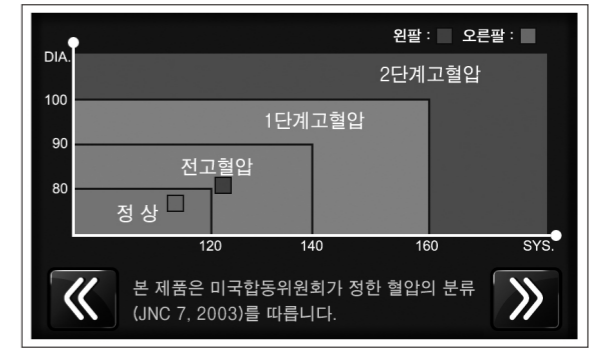 왼팔 : 오른팔 :
DIA.
2단계고혈압
100
1단계고혈압
90
전고혈압
80
정 상
120 140 160 SYS.
본 제품은 미국합동위원회가 정한 혈압의 분류
(JNC 7, 2003)를 따릅니다.